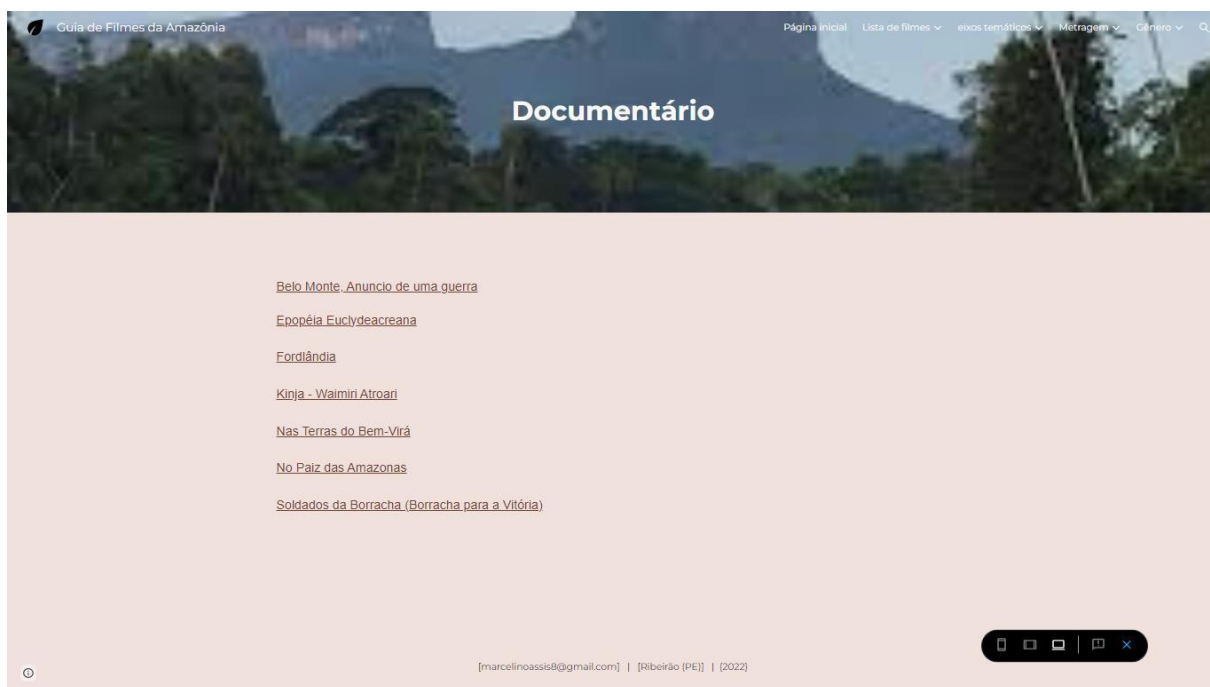 Guia de Filmes da Amazônia
Página inicial Lista de filmes eixos temáticos Metragem Gênero
Documentário
Belo Monte, Anuncio de uma guerra
Epopéia Euclydeacreana
Fordlândia
Kinja - Waimiri Atroari
Nas Terras do Bem-Virá
No Paiz das Amazonas
Soldados da Borracha (Borracha para a Vitória)
[marcelinoassis8@gmail.com] | [Ribeirão (PE)] | {2022}